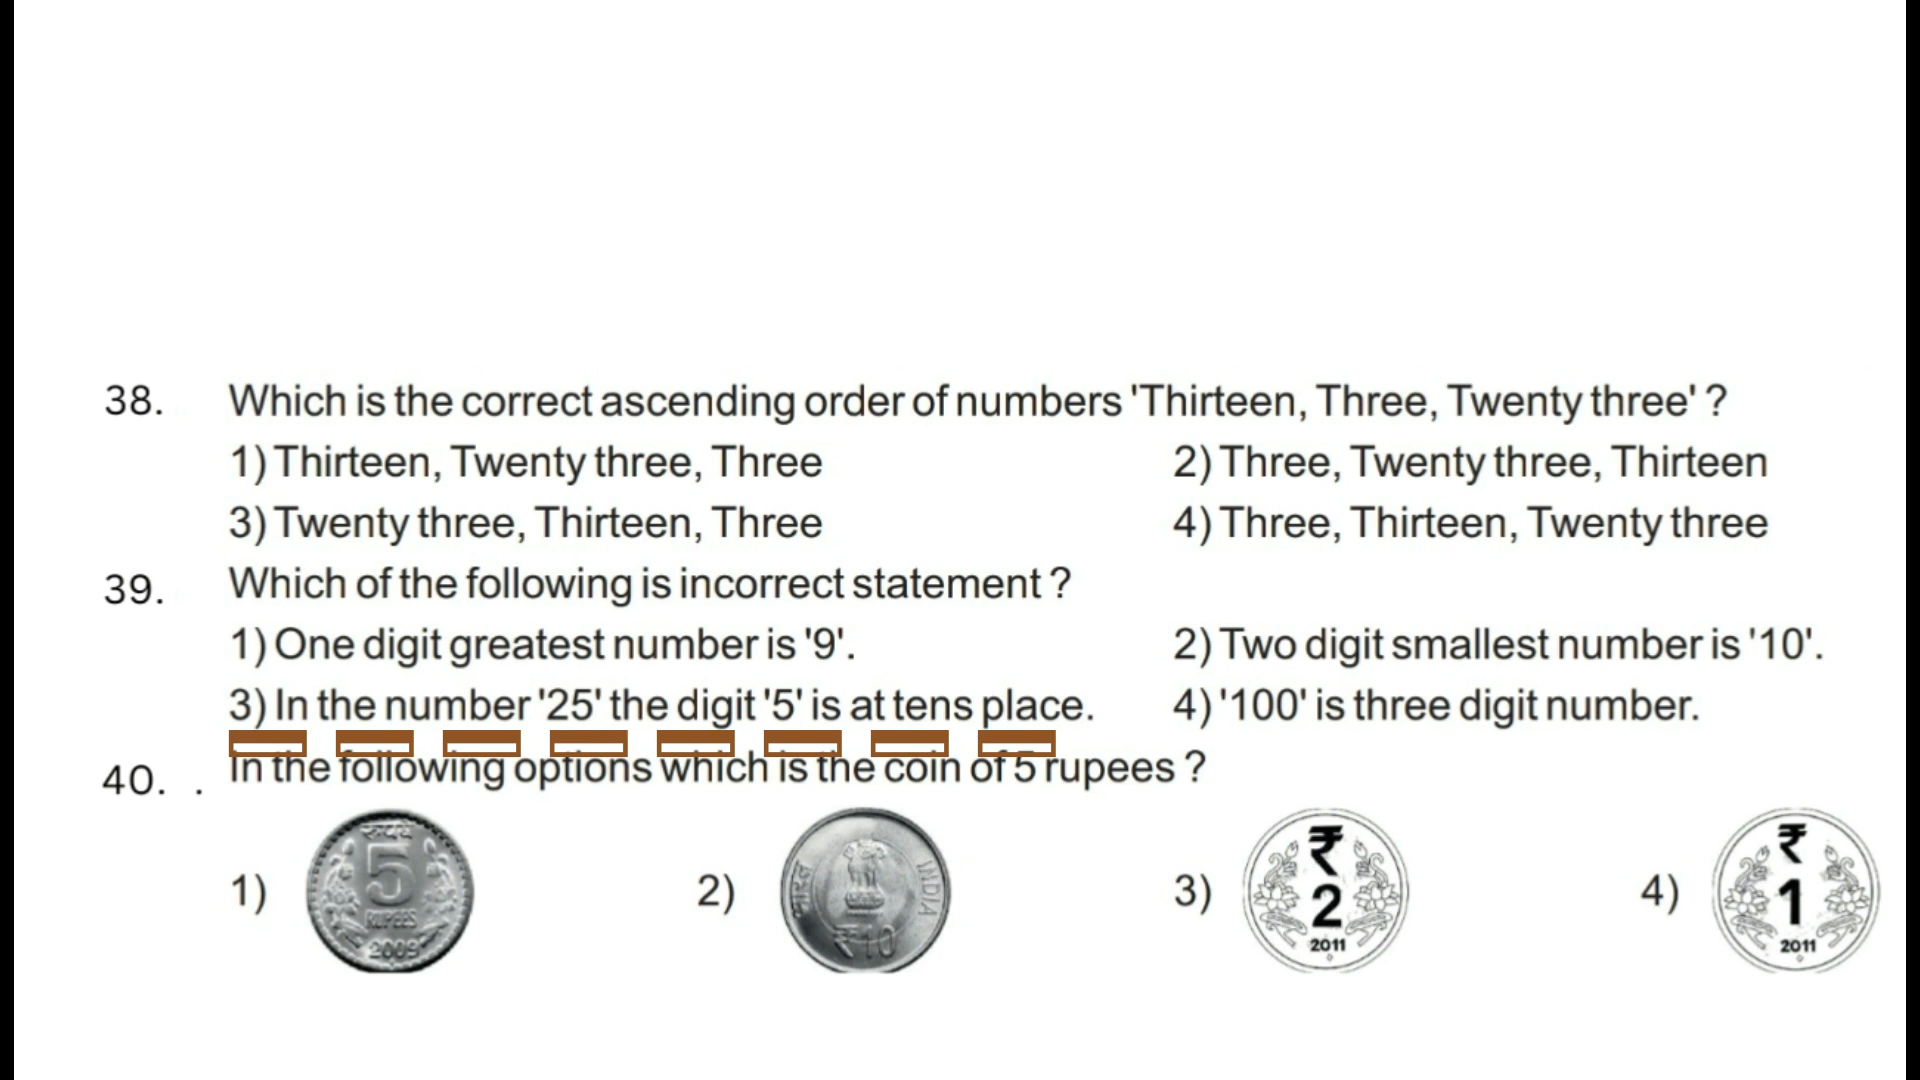 38. Which is the correct ascending order of numbers 'Thirteen, Three, Twenty three' ?
1) Thirteen, Twenty three, Three 2) Three, Twenty three, Thirteen
3) Twenty three, Thirteen, Three 4) Three, Thirteen, Twenty three
39. Which of the following is incorrect statement ?
1) One digit greatest number is '9'. 2) Two digit smallest number is '10'.
3) In the number '25' the digit '5' is at tens place. 4) '100' is three digit number.
40. . In the following options which is the coin of 5 rupees ?
1) 2) 3) 4)
रुपये
5
RUPEES
2009
भारत
INDIA
₹10
₹
2
2011
₹
1
2011